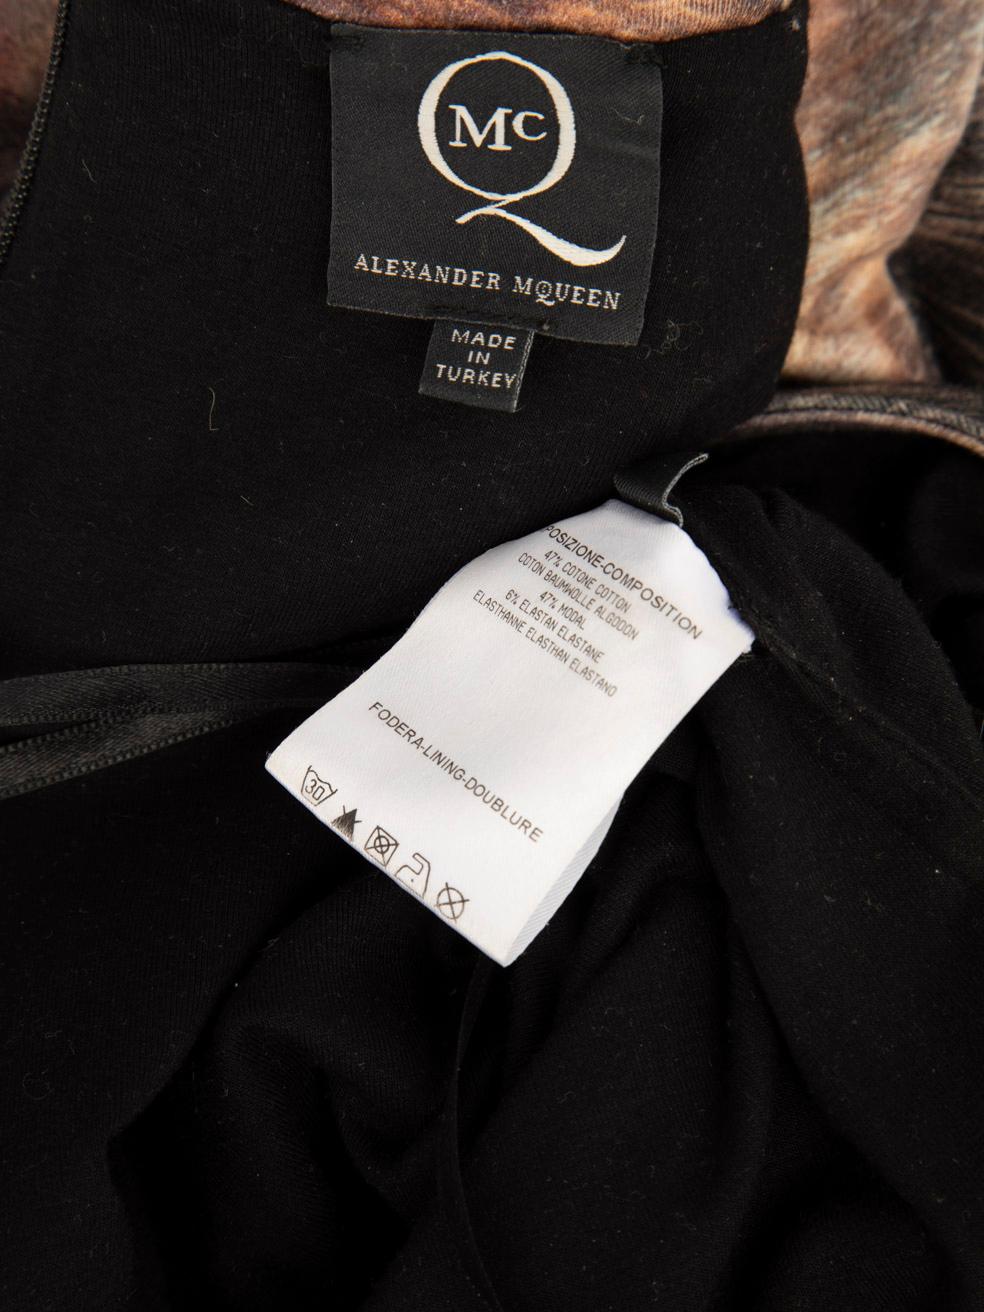 McQ
ALEXANDER MQUEEN
MADE
IN
TURKEY
POSIZIONE-COMPOSITION
47% COTONE COTTON
COTON BAUMWOLLE ALGODON
47% MODAL
6% ELASTAN ELASTANE
ELASTHANNE ELASTHAN ELASTANO
FODERA-LINING-DOUBLURE
30